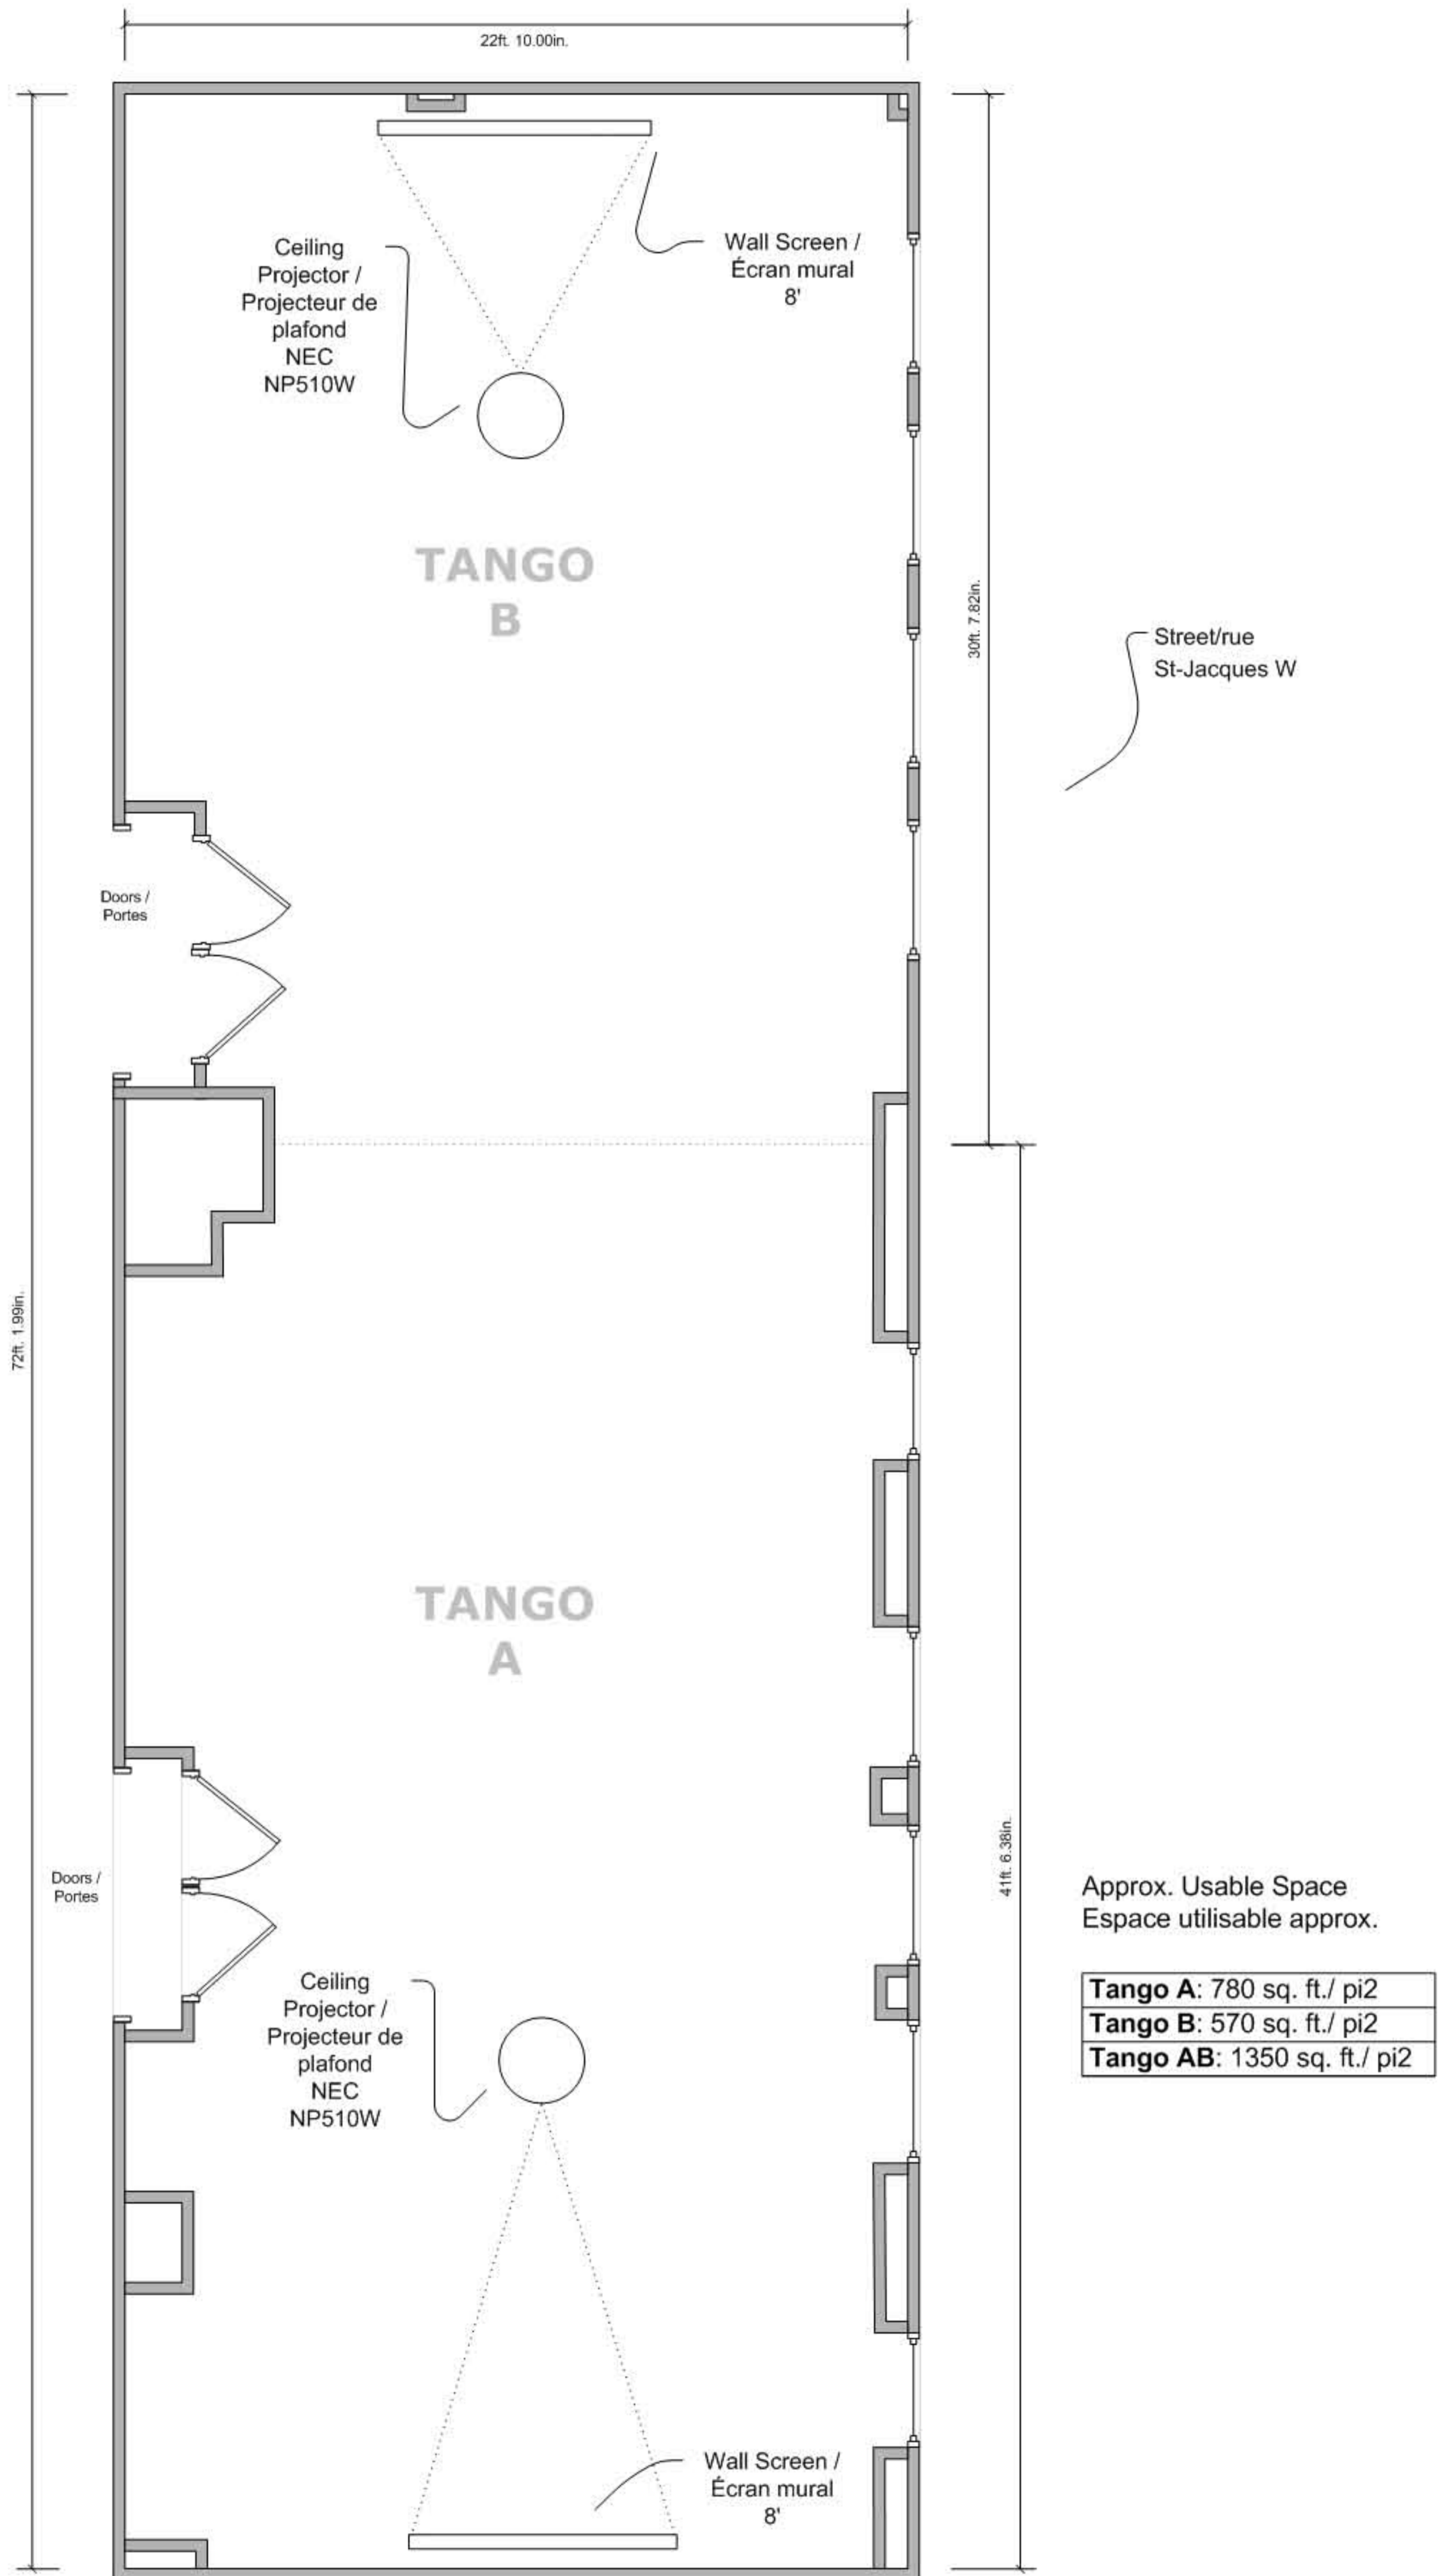 22ft. 10.00in.
Ceiling
Projector /
Projecteur de
plafond
NEC
NP510W
Wall Screen /
Écran mural
8'
TANGO
B
30ft. 7.82in.
Street/rue
St-Jacques W
Doors /
Portes
72ft. 1.99in.
TANGO
A
Doors /
Portes
41ft. 6.38in.
Ceiling
Projector /
Projecteur de
plafond
NEC
NP510W
Approx. Usable Space
Espace utilisable approx.
Tango A: 780 sq. ft./ pi2
Tango B: 570 sq. ft./ pi2
Tango AB: 1350 sq. ft./ pi2
Wall Screen /
Écran mural
8'